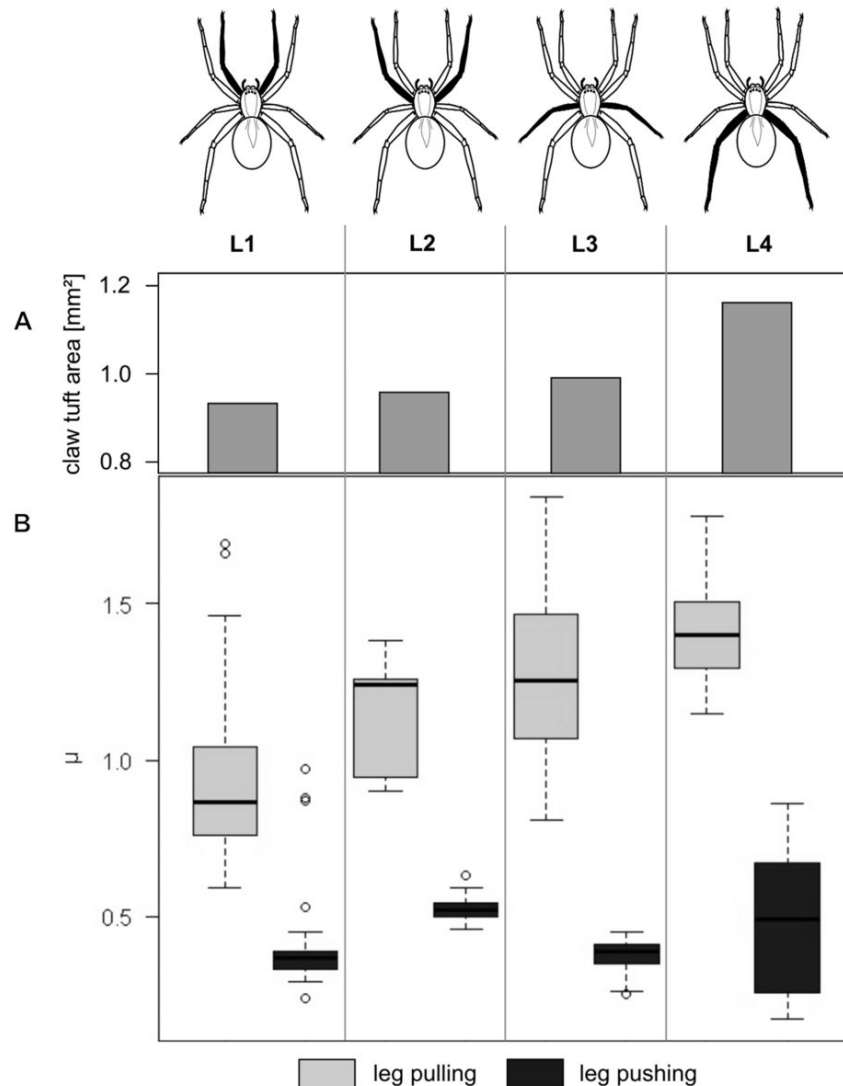 L1 L2 L3 L4
A
claw tuft area [mm²]
1.2
1.0
0.8
B
μ
1.5
1.0
0.5
leg pulling leg pushing